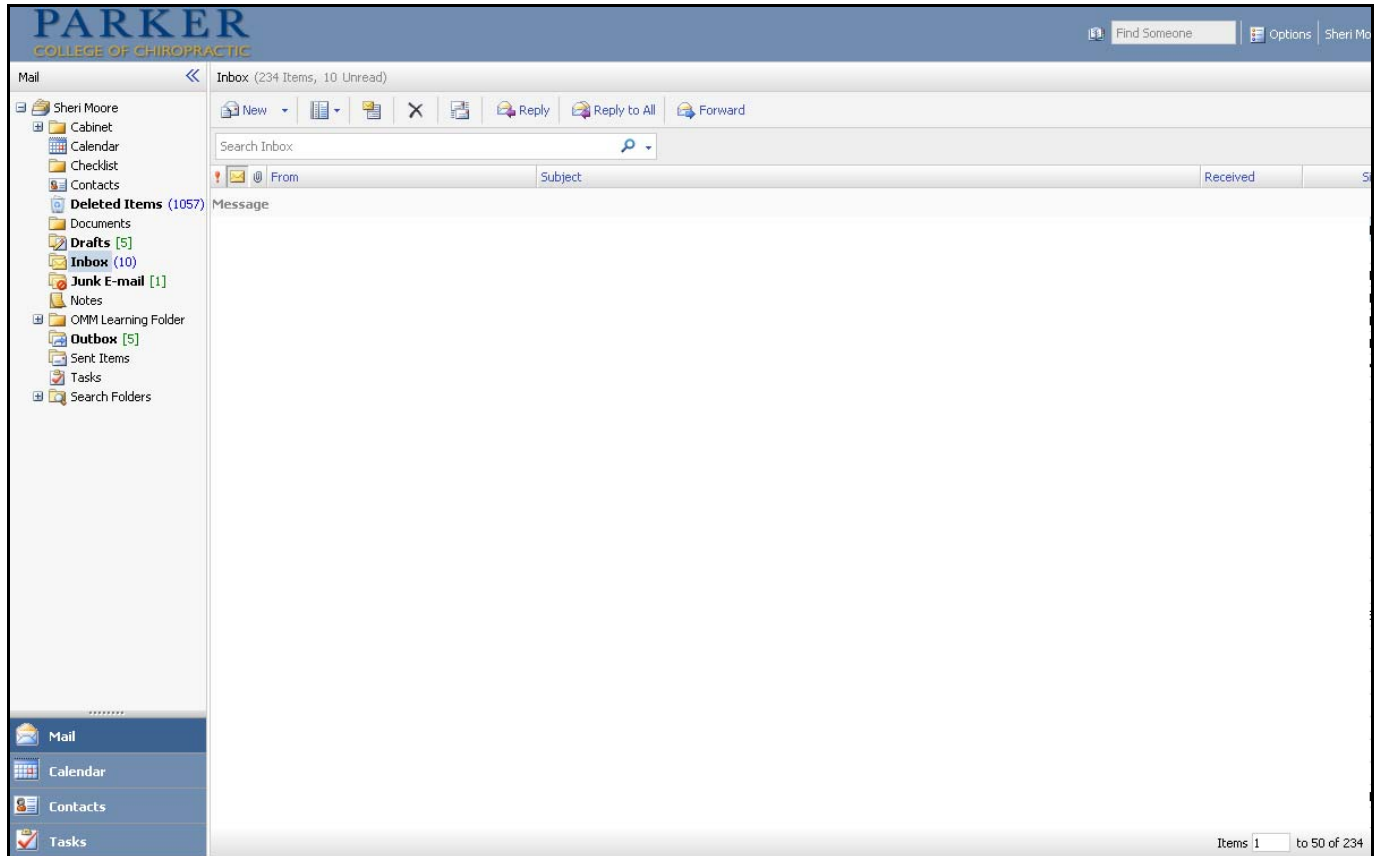 PARKER
COLLEGE OF CHIROPRACTIC
Find Someone Options Sheri Mo
Mail
Sheri Moore
Cabinet
Calendar
Checklist
Contacts
Deleted Items (1057)
Documents
Drafts [5]
Inbox (10)
Junk E-mail [1]
Notes
OMM Learning Folder
Outbox [5]
Sent Items
Tasks
Search Folders
Mail
Calendar
Contacts
Tasks
Inbox (234 Items, 10 Unread)
New Reply Reply to All Forward
Search Inbox
From Subject Received Si
Message
Items 1 to 50 of 234